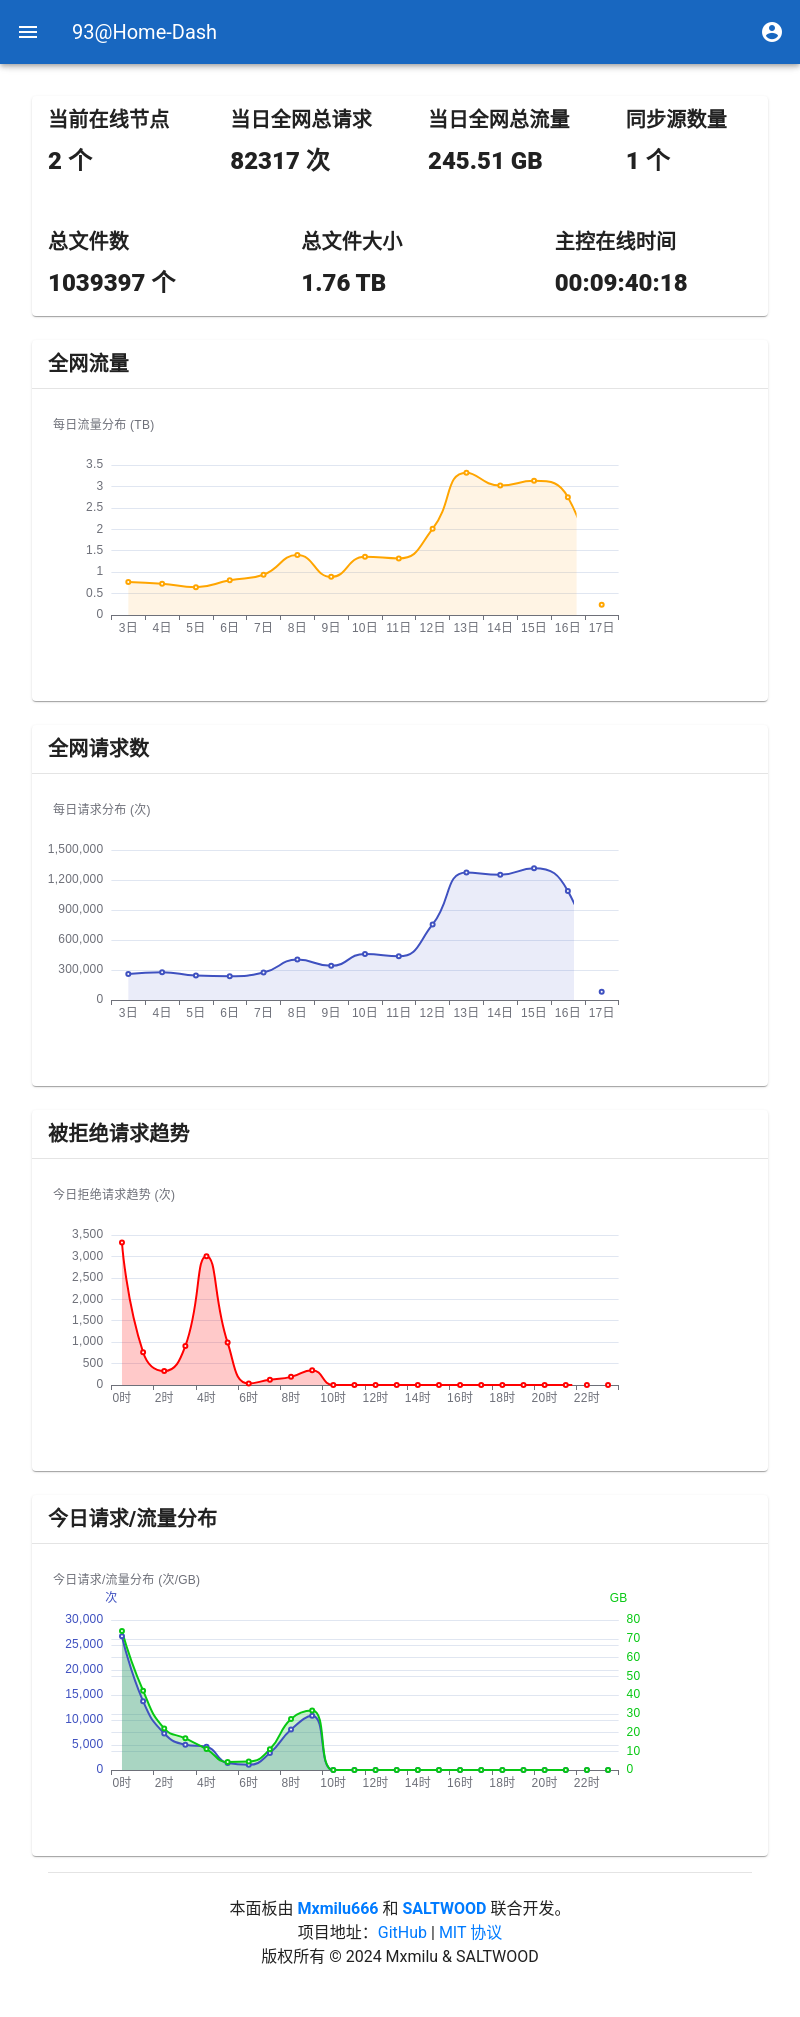 93@Home-Dash
当前在线节点 当日全网总请求 当日全网总流量 同步源数量
2 个 82317 次 245.51 GB 1 个
总文件数 总文件大小 主控在线时间
1039397 个 1.76 TB 00:09:40:18
全网流量
每日流量分布 (TB)
3.5
3
2.5
2
1.5
1
0.5
0
3日 4日 5日 6日 7日 8日 9日 10日 11日 12日 13日 14日 15日 16日 17日
全网请求数
每日请求分布 (次)
1,500,000
1,200,000
900,000
600,000
300,000
0
3日 4日 5日 6日 7日 8日 9日 10日 11日 12日 13日 14日 15日 16日 17日
被拒绝请求趋势
今日拒绝请求趋势 (次)
3,500
3,000
2,500
2,000
1,500
1,000
500
0
0时 2时 4时 6时 8时 10时 12时 14时 16时 18时 20时 22时
今日请求/流量分布
今日请求/流量分布 (次/GB)
次 GB
30,000 80
25,000 70
20,000 60
15,000 50
10,000 40
5,000 30
0 20
10
0
0时 2时 4时 6时 8时 10时 12时 14时 16时 18时 20时 22时
本面板由 Mxmilu666 和 SALTWOOD 联合开发。
项目地址：GitHub | MIT 协议
版权所有 © 2024 Mxmilu & SALTWOOD